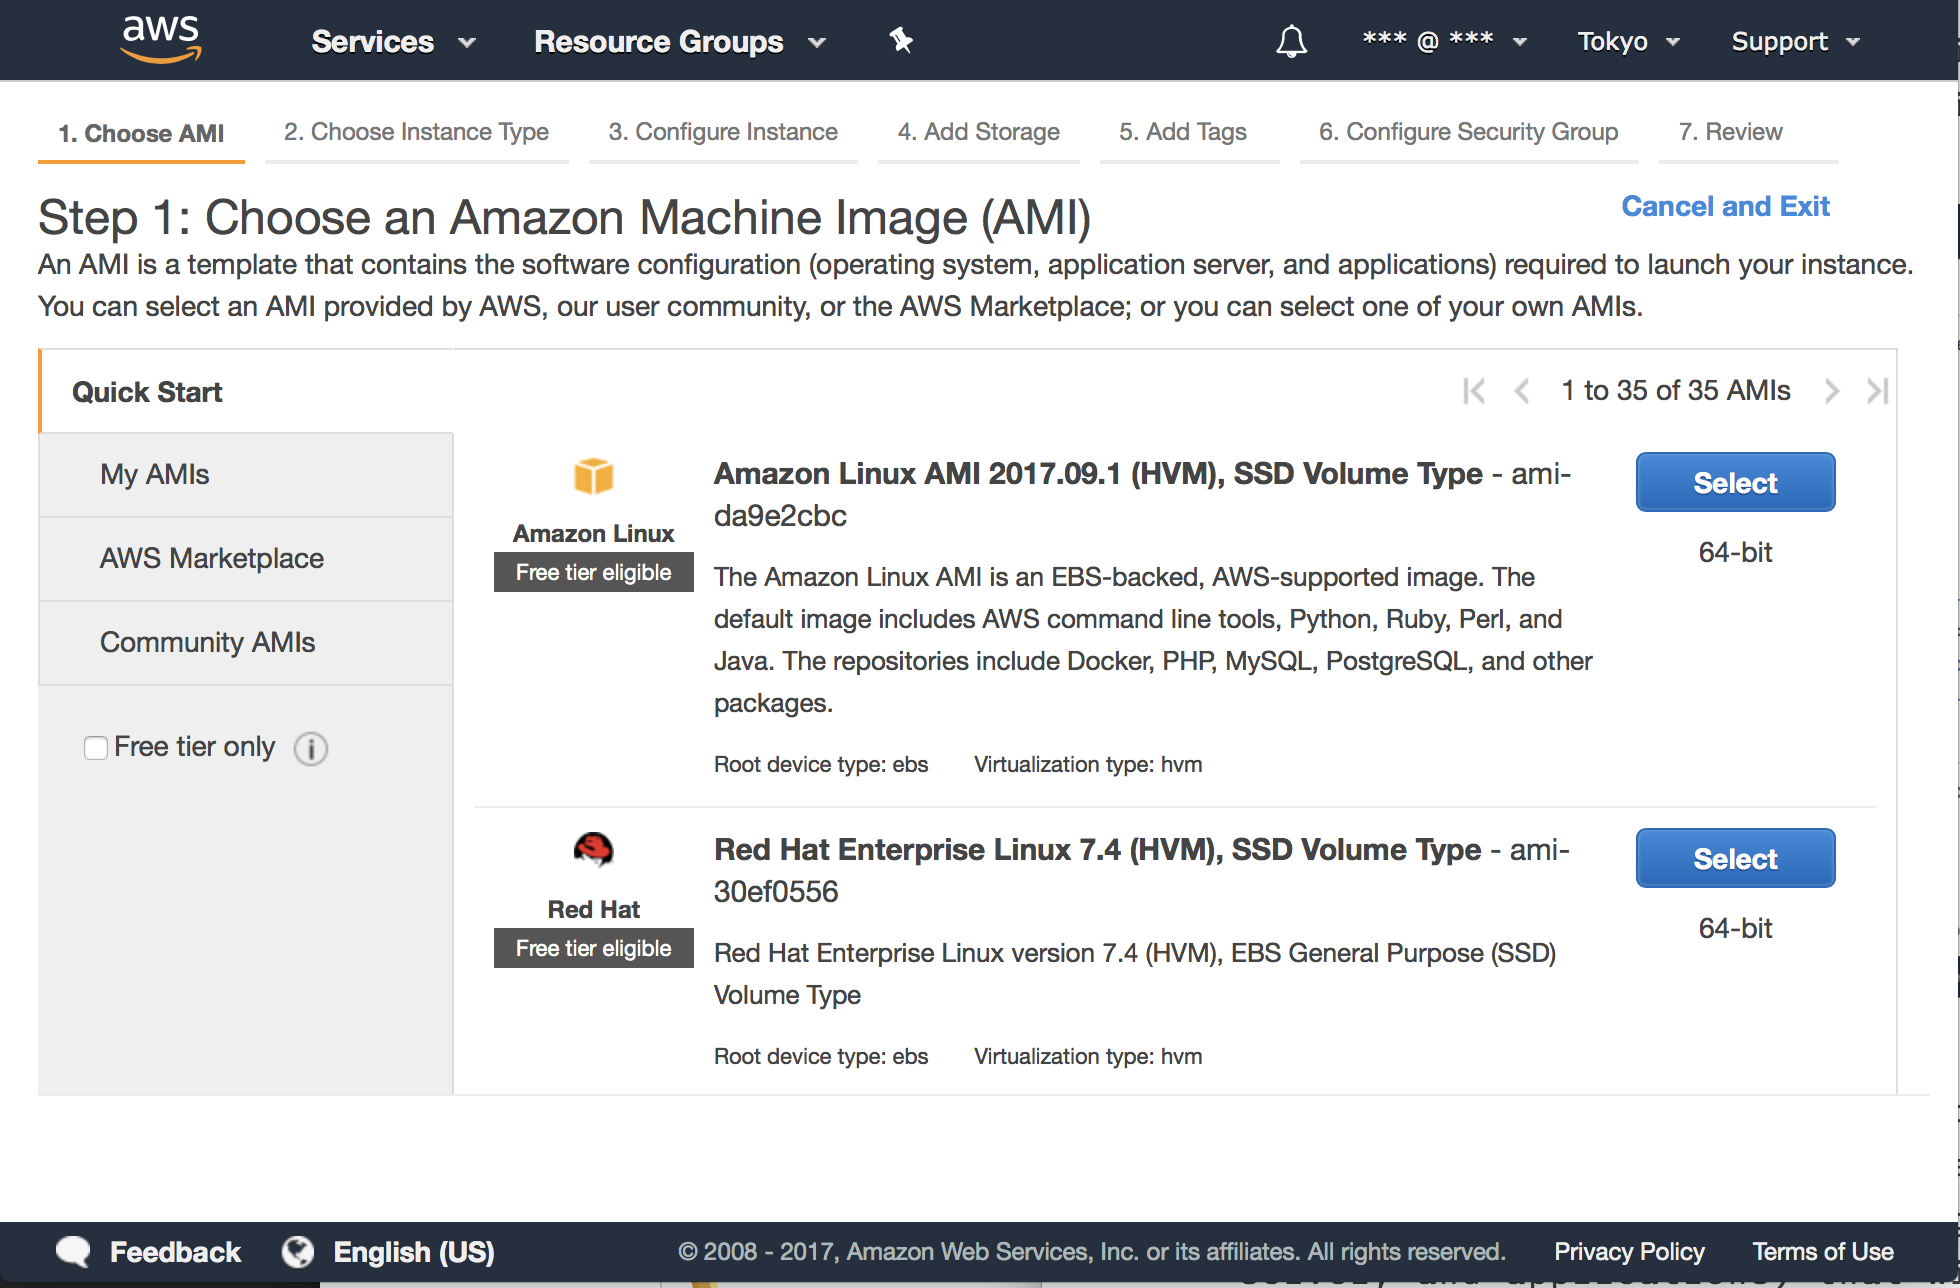 aws
Services
Resource Groups
*** @ ***
Tokyo
Support
1. Choose AMI
2. Choose Instance Type
3. Configure Instance
4. Add Storage
5. Add Tags
6. Configure Security Group
7. Review
Step 1: Choose an Amazon Machine Image (AMI)
Cancel and Exit
An AMI is a template that contains the software configuration (operating system, application server, and applications) required to launch your instance.
You can select an AMI provided by AWS, our user community, or the AWS Marketplace; or you can select one of your own AMIs.
Quick Start
My AMIs
AWS Marketplace
Community AMIs
Free tier only
1 to 35 of 35 AMIs
Amazon Linux
Free tier eligible
Amazon Linux AMI 2017.09.1 (HVM), SSD Volume Type - ami-
da9e2cbc
The Amazon Linux AMI is an EBS-backed, AWS-supported image. The
default image includes AWS command line tools, Python, Ruby, Perl, and
Java. The repositories include Docker, PHP, MySQL, PostgreSQL, and other
packages.
Root device type: ebs
Virtualization type: hvm
Select
64-bit
Red Hat
Free tier eligible
Red Hat Enterprise Linux 7.4 (HVM), SSD Volume Type - ami-
30ef0556
Red Hat Enterprise Linux version 7.4 (HVM), EBS General Purpose (SSD)
Volume Type
Root device type: ebs
Virtualization type: hvm
Select
64-bit
Feedback
English (US)
© 2008 - 2017, Amazon Web Services, Inc. or its affiliates. All rights reserved.
Privacy Policy
Terms of Use